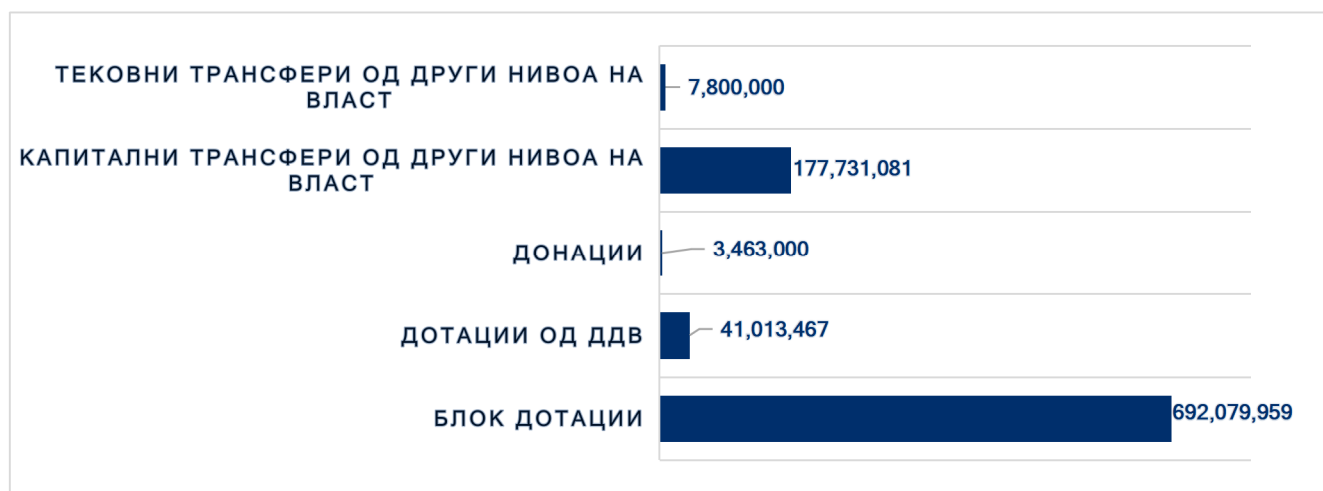 ТЕКОВНИ ТРАНСФЕРИ ОД ДРУГИ НИВОА НА
ВЛАСТ
7,800,000
КАПИТАЛНИ ТРАНСФЕРИ ОД ДРУГИ НИВОА НА
ВЛАСТ
177,731,081
ДОНАЦИИ
3,463,000
ДОТАЦИИ ОД ДДВ
41,013,467
БЛОК ДОТАЦИИ
692,079,959